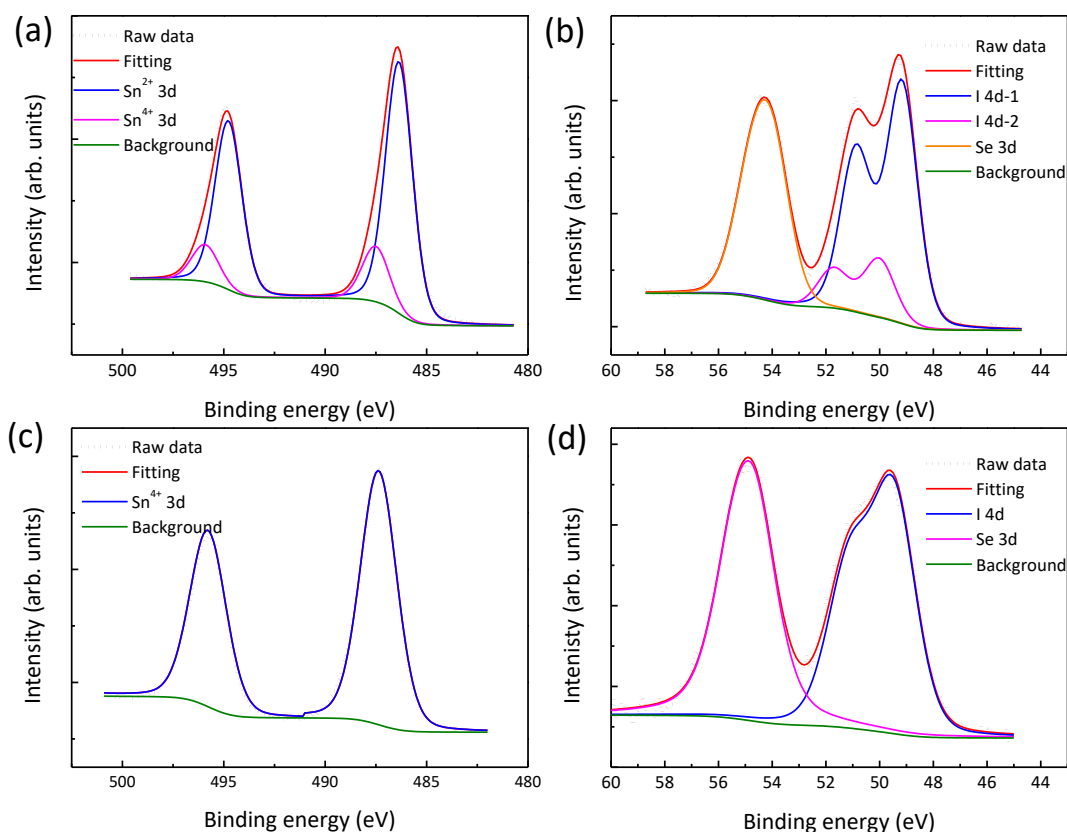 (a)
Raw data
Fitting
Sn²⁺ 3d
Sn⁴⁺ 3d
Background
Intensity (arb. units)
500 495 490 485 480
Binding energy (eV)
(b)
Raw data
Fitting
I 4d-1
I 4d-2
Se 3d
Background
Intensity (arb. units)
60 58 56 54 52 50 48 46 44
Binding energy (eV)
(c)
Raw data
Fitting
Sn⁴⁺ 3d
Background
Intensity (arb. units)
500 495 490 485 480
Binding energy (eV)
(d)
Raw data
Fitting
I 4d
Se 3d
Background
Intenisty (arb. units)
60 58 56 54 52 50 48 46 44
Binding energy (eV)